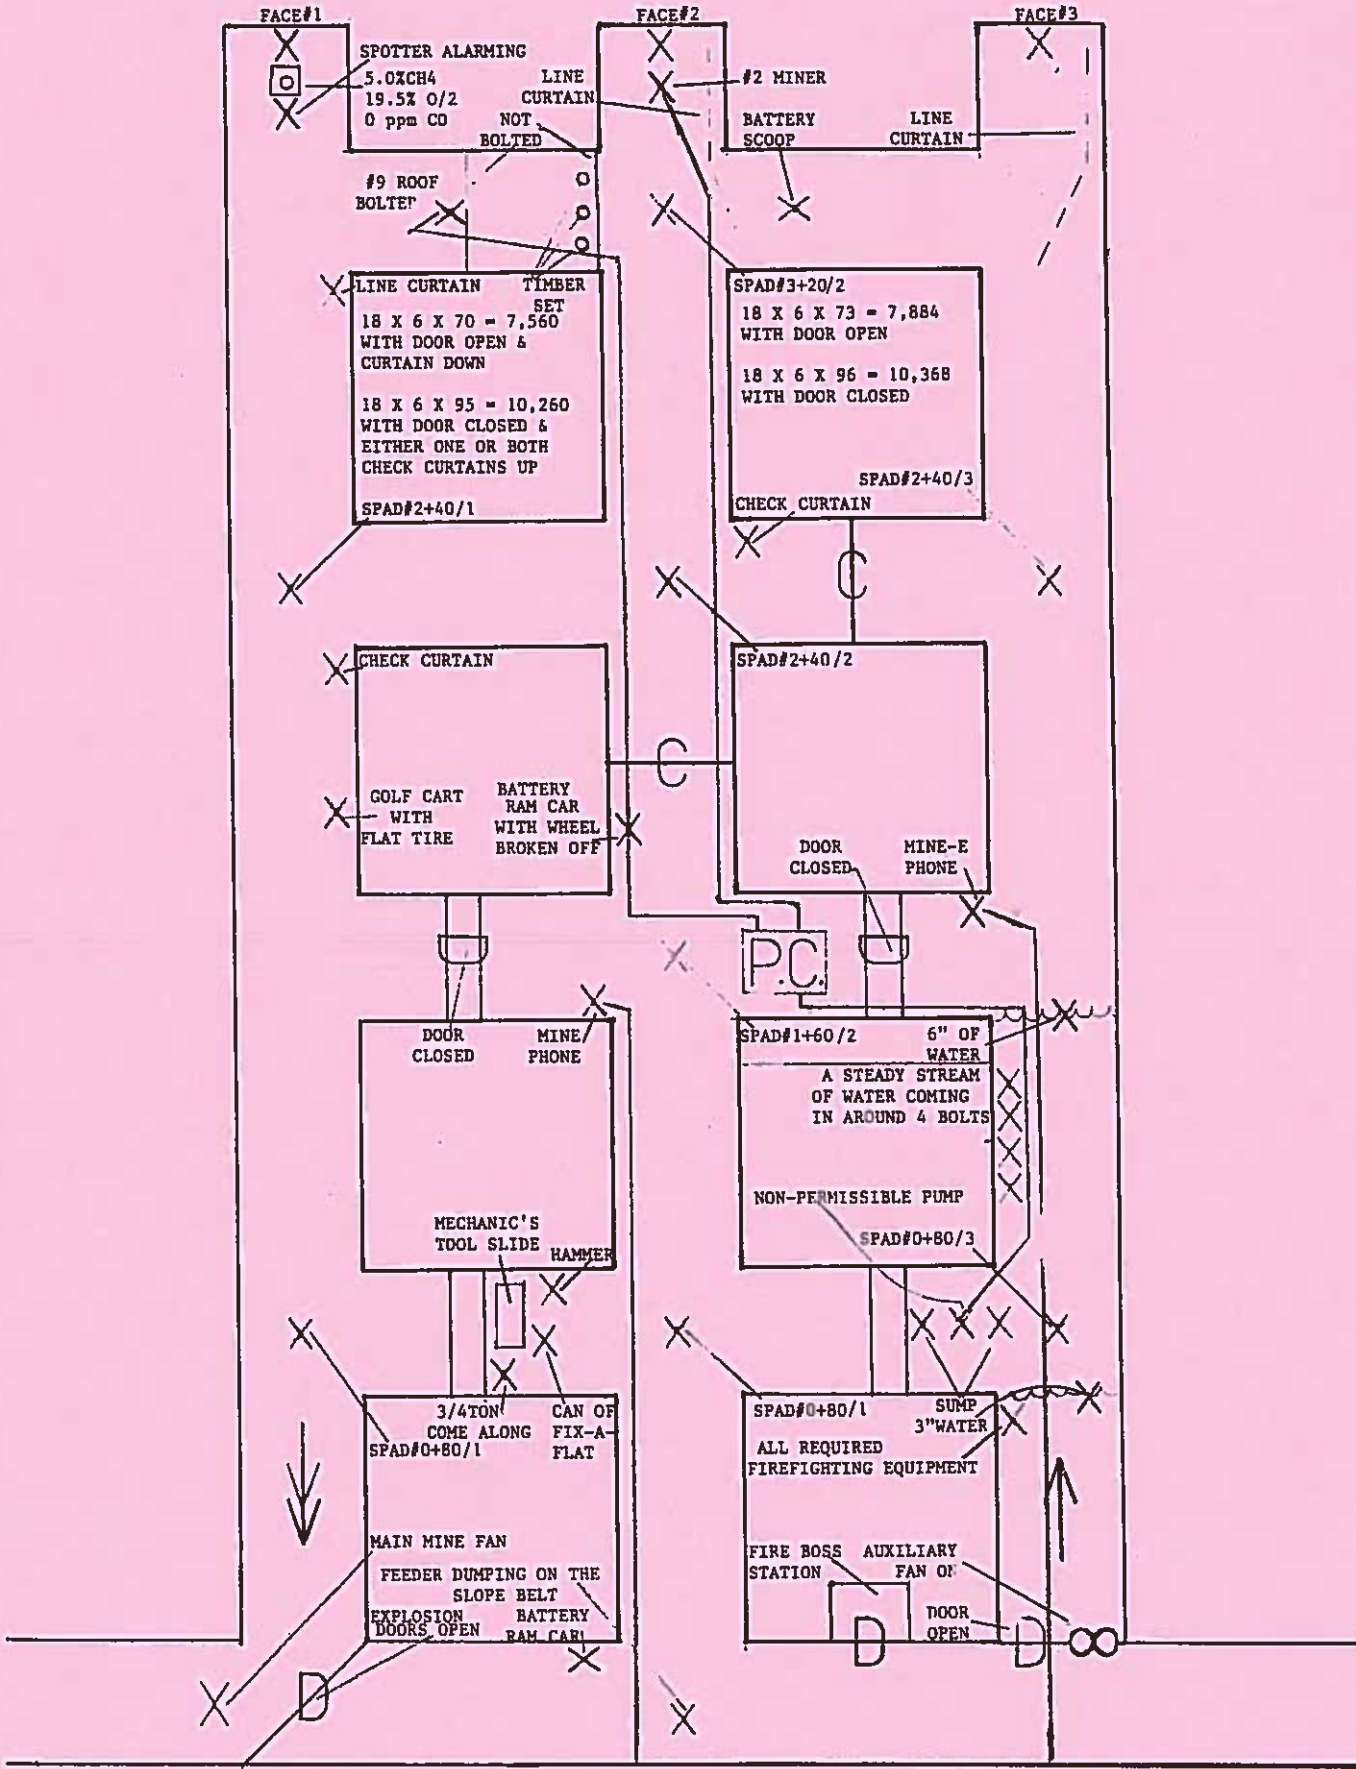 FACE#1
FACE#2
FACE#3
SPOTTER ALARMING
5.0%CH4
19.5% O/2
0 ppm CO
LINE
CURTAIN
#2 MINER
NOT
BOLTED
BATTERY
SCOOP
LINE
CURTAIN
#9 ROOF
BOLTER
LINE CURTAIN
TIMBER
SET
18 X 6 X 70 = 7,560
WITH DOOR OPEN &
CURTAIN DOWN
18 X 6 X 95 = 10,260
WITH DOOR CLOSED &
EITHER ONE OR BOTH
CHECK CURTAINS UP
SPAD#2+40/1
SPAD#3+20/2
18 X 6 X 73 = 7,884
WITH DOOR OPEN
18 X 6 X 96 = 10,368
WITH DOOR CLOSED
SPAD#2+40/3
CHECK CURTAIN
C
CHECK CURTAIN
SPAD#2+40/2
C
GOLF CART
WITH
FLAT TIRE
BATTERY
RAM CAR
WITH WHEEL
BROKEN OFF
DOOR
CLOSED
MINE-E
PHONE
P.C.
DOOR
CLOSED
MINE
PHONE
SPAD#1+60/2
6" OF
WATER
A STEADY STREAM
OF WATER COMING
IN AROUND 4 BOLTS
NON-PERMISSIBLE PUMP
SPAD#0+80/3
MECHANIC'S
TOOL SLIDE
HAMMER
3/4TON
COME ALONG
CAN OF
FIX-A-
FLAT
SPAD#0+80/1
SPAD#0+80/1
SUMP
3"WATER
ALL REQUIRED
FIREFIGHTING EQUIPMENT
MAIN MINE FAN
FEEDER DUMPING ON THE
SLOPE BELT
EXPLOSION
DOORS OPEN
BATTERY
RAM CAR
FIRE BOSS
STATION
AUXILIARY
FAN OF
DOOR
OPEN
D
D
D